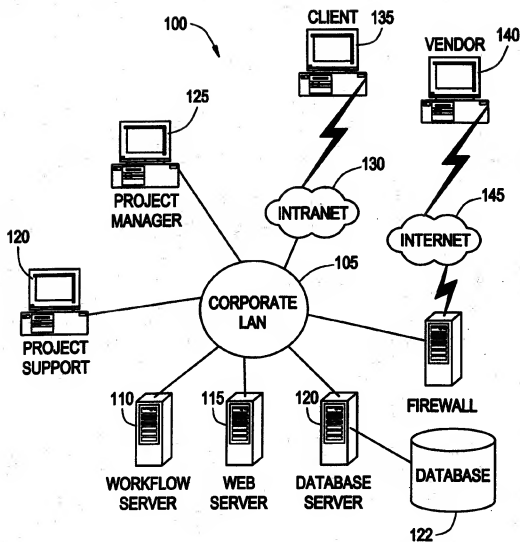 CLIENT
135
100
VENDOR
140
125
PROJECT
MANAGER
130
INTRANET
145
INTERNET
120
105
CORPORATE
LAN
PROJECT
SUPPORT
110
115
120
FIREWALL
WORKFLOW
SERVER
WEB
SERVER
DATABASE
SERVER
DATABASE
122